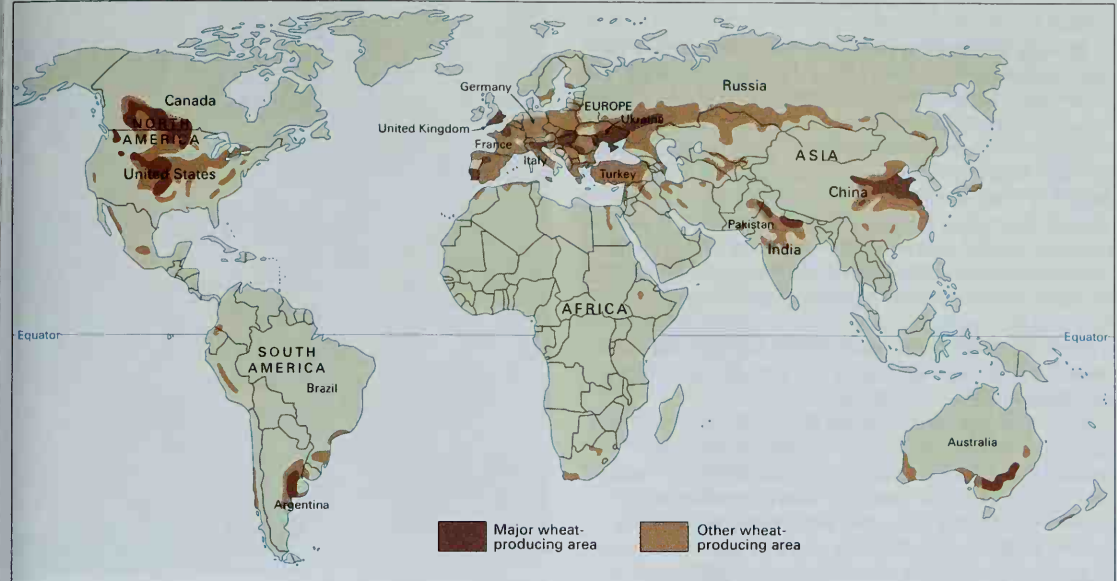 Canada
NORTH
AMERICA
United States
Germany
United Kingdom
France
Italy
EUROPE
Ukraine
Turkey
Russia
ASIA
China
Pakistan
India
AFRICA
Equator
Equator
SOUTH
AMERICA
Brazil
Argentina
Australia
Major wheat-
producing area
Other wheat-
producing area